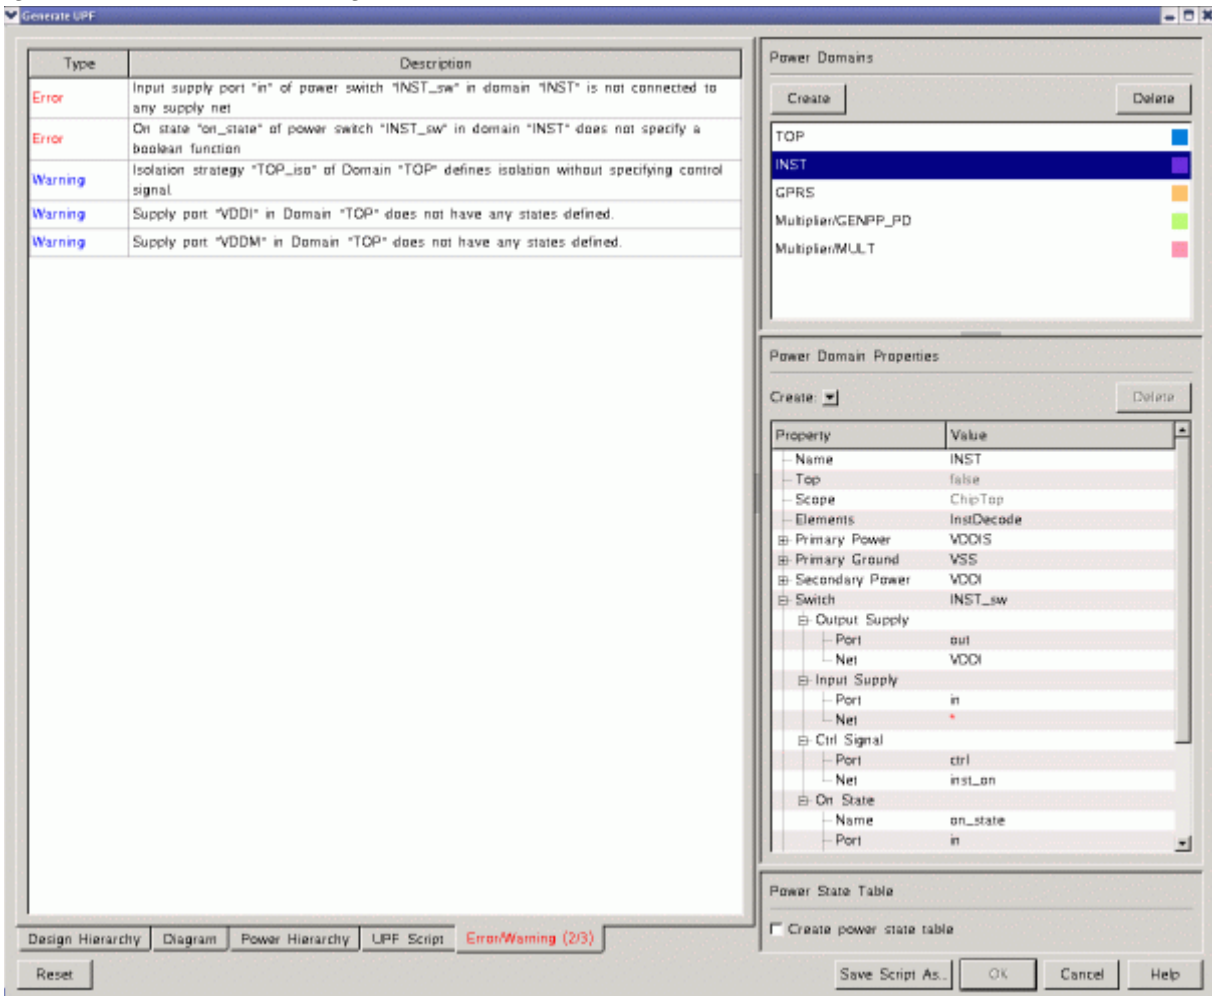 Generate UPF
Type Description
Error Input supply port "in" of power switch "INST_sw" in domain "INST" is not connected to
any supply net
Error On state "on_state" of power switch "INST_sw" in domain "INST" does not specify a
boolean function
Warning Isolation strategy "TOP_iso" of Domain "TOP" defines isolation without specifying control
signal.
Warning Supply port "VDDI" in Domain "TOP" does not have any states defined.
Warning Supply port "VDDM" in Domain "TOP" does not have any states defined.
Design Hierarchy Diagram Power Hierarchy UPF Script Error/Warning (2/3)
Reset
Power Domains
Create Delete
TOP
INST
GPRS
Multiplier/GENPP_PD
Multiplier/MULT
Power Domain Properties
Create: Delete
Property Value
Name INST
Top false
Scope ChipTop
Elements InstDecode
Primary Power VDDIS
Primary Ground VSS
Secondary Power VDDI
Switch INST_sw
Output Supply
Port out
Net VDDI
Input Supply
Port in
Net *
Ctrl Signal
Port ctrl
Net inst_on
On State
Name on_state
Port in
Power State Table
Create power state table
Save Script As... OK Cancel Help